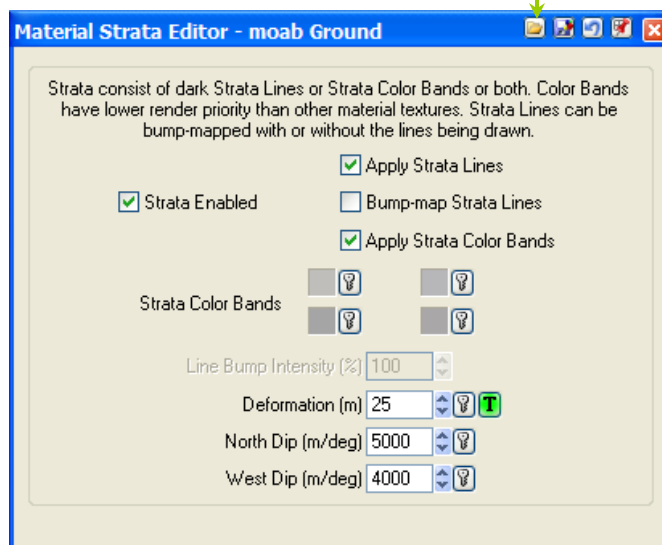 Material Strata Editor - moab Ground
Strata consist of dark Strata Lines or Strata Color Bands or both. Color Bands
have lower render priority than other material textures. Strata Lines can be
bump-mapped with or without the lines being drawn.
Apply Strata Lines
Strata Enabled
Bump-map Strata Lines
Apply Strata Color Bands
Strata Color Bands
Line Bump Intensity (%) 100
Deformation (m) 25 T
North Dip (m/deg) 5000
West Dip (m/deg) 4000